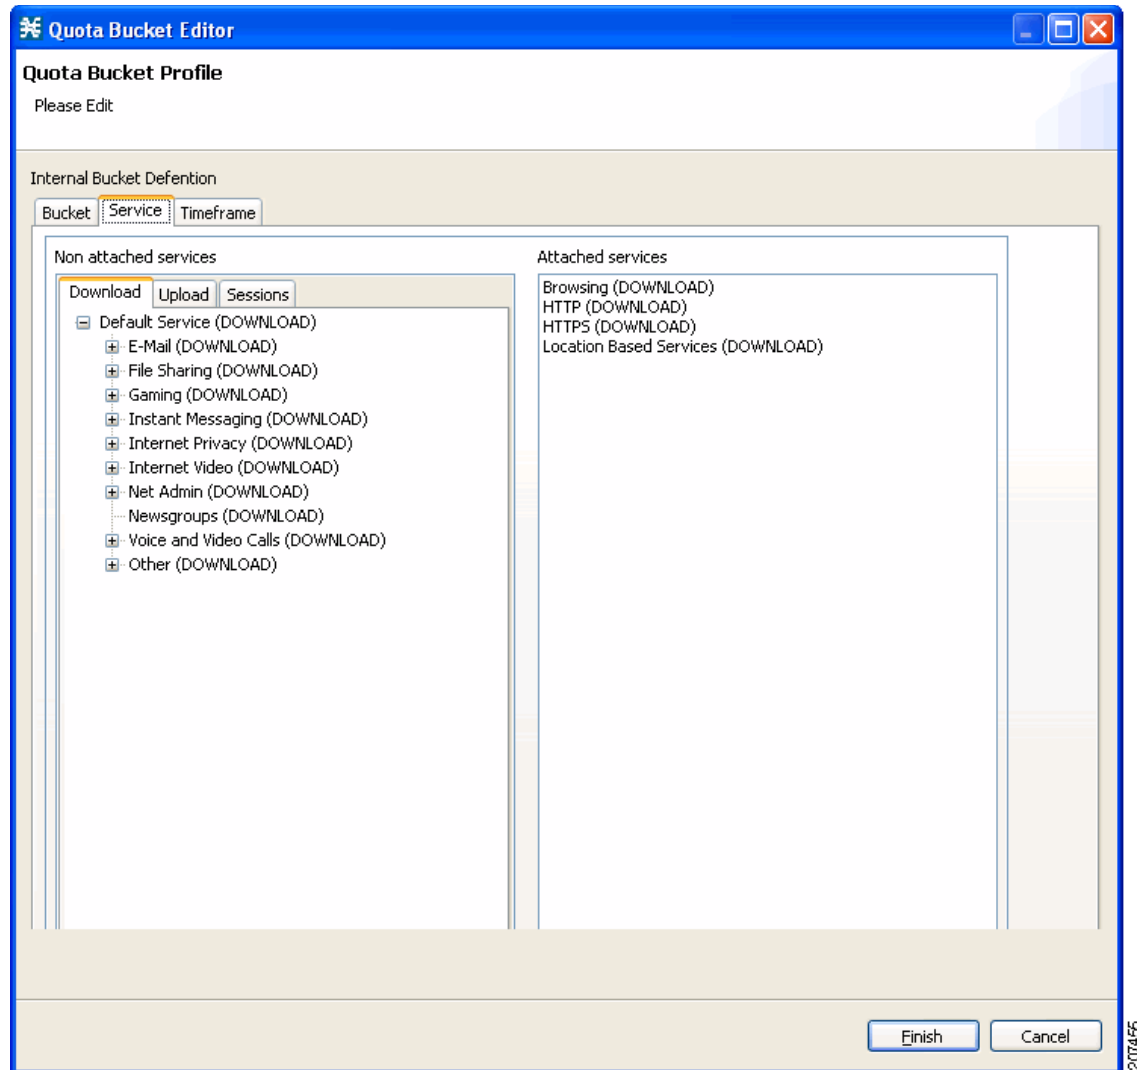 Quota Bucket Editor
Quota Bucket Profile
Please Edit
Internal Bucket Defention
Bucket Service Timeframe
Non attached services
Download Upload Sessions
Default Service (DOWNLOAD)
E-Mail (DOWNLOAD)
File Sharing (DOWNLOAD)
Gaming (DOWNLOAD)
Instant Messaging (DOWNLOAD)
Internet Privacy (DOWNLOAD)
Internet Video (DOWNLOAD)
Net Admin (DOWNLOAD)
Newsgroups (DOWNLOAD)
Voice and Video Calls (DOWNLOAD)
Other (DOWNLOAD)
Attached services
Browsing (DOWNLOAD)
HTTP (DOWNLOAD)
HTTPS (DOWNLOAD)
Location Based Services (DOWNLOAD)
Finish Cancel
207455